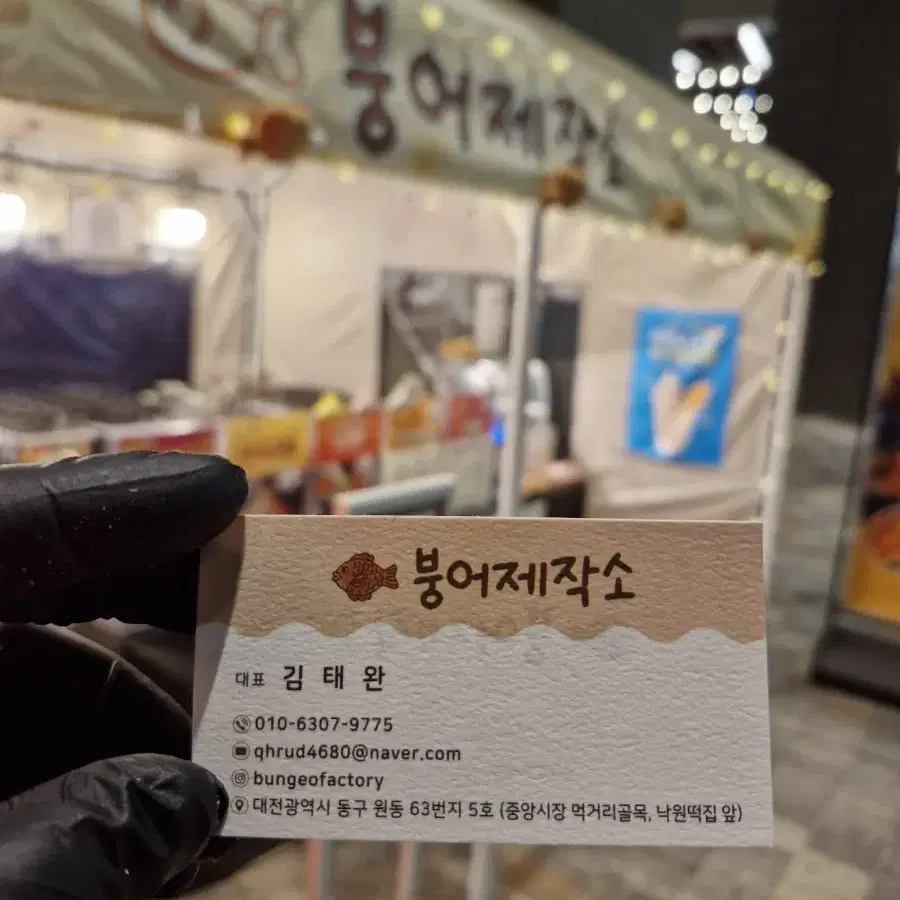 붕어제작소
붕어제작소
대표 김 태 완
010-6307-9775
qhrud4680@naver.com
bungeofactory
대전광역시 동구 원동 63번지 5호 (중앙시장 먹거리골목, 낙원떡집 앞)